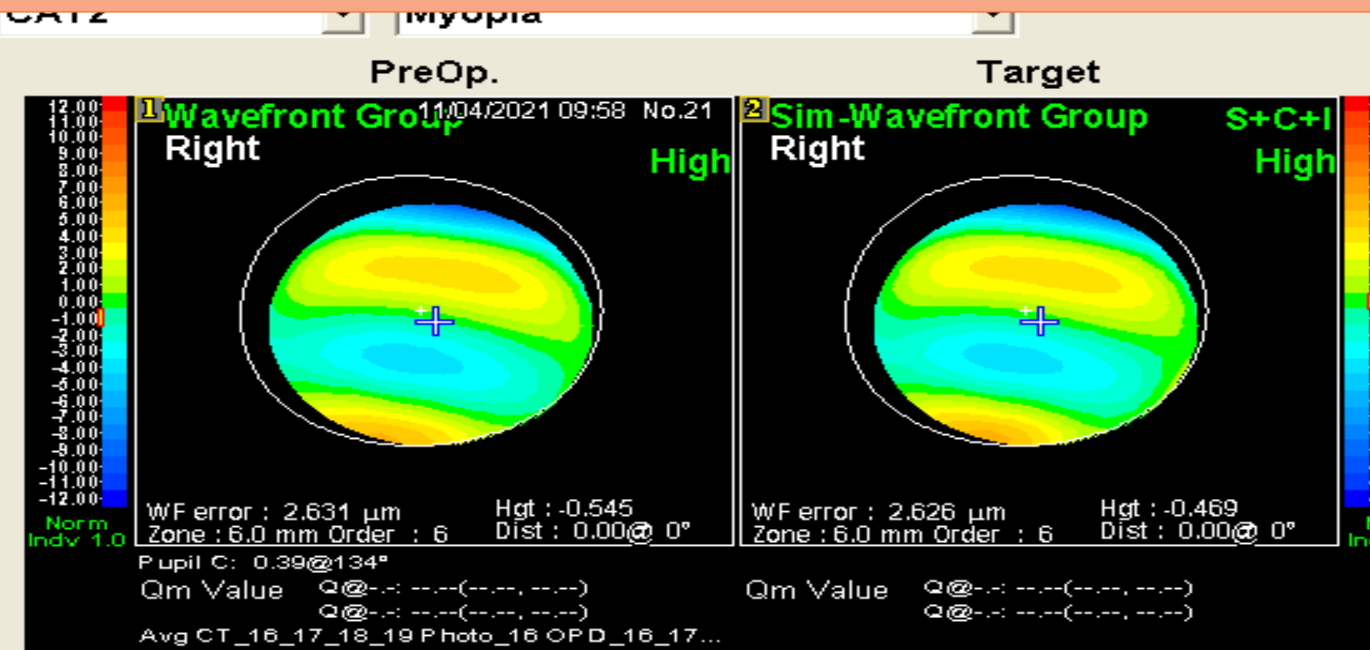 CAT2 Myopia
PreOp. Target
12.00
11.00
10.00
9.00
8.00
7.00
6.00
5.00
4.00
3.00
2.00
1.00
0.00
-1.00
-2.00
-3.00
-4.00
-5.00
-6.00
-7.00
-8.00
-9.00
-10.00
-11.00
-12.00
Norm
Indv 1.0
1 Wavefront Group 11/04/2021 09:58 No.21
Right
High
WF error : 2.631 µm Hgt : -0.545
Zone : 6.0 mm Order : 6 Dist : 0.00@ 0°
Pupil C: 0.39@134°
Qm Value Q@-.-: --.--(--.--, --.--)
Q@-.-: --.--(--.--, --.--)
Avg CT_16_17_18_19 Photo_16 OPD_16_17...
2 Sim-Wavefront Group S+C+I
Right
High
WF error : 2.626 µm Hgt : -0.469
Zone : 6.0 mm Order : 6 Dist : 0.00@ 0°
Qm Value Q@-.-: --.--(--.--, --.--)
Q@-.-: --.--(--.--, --.--)